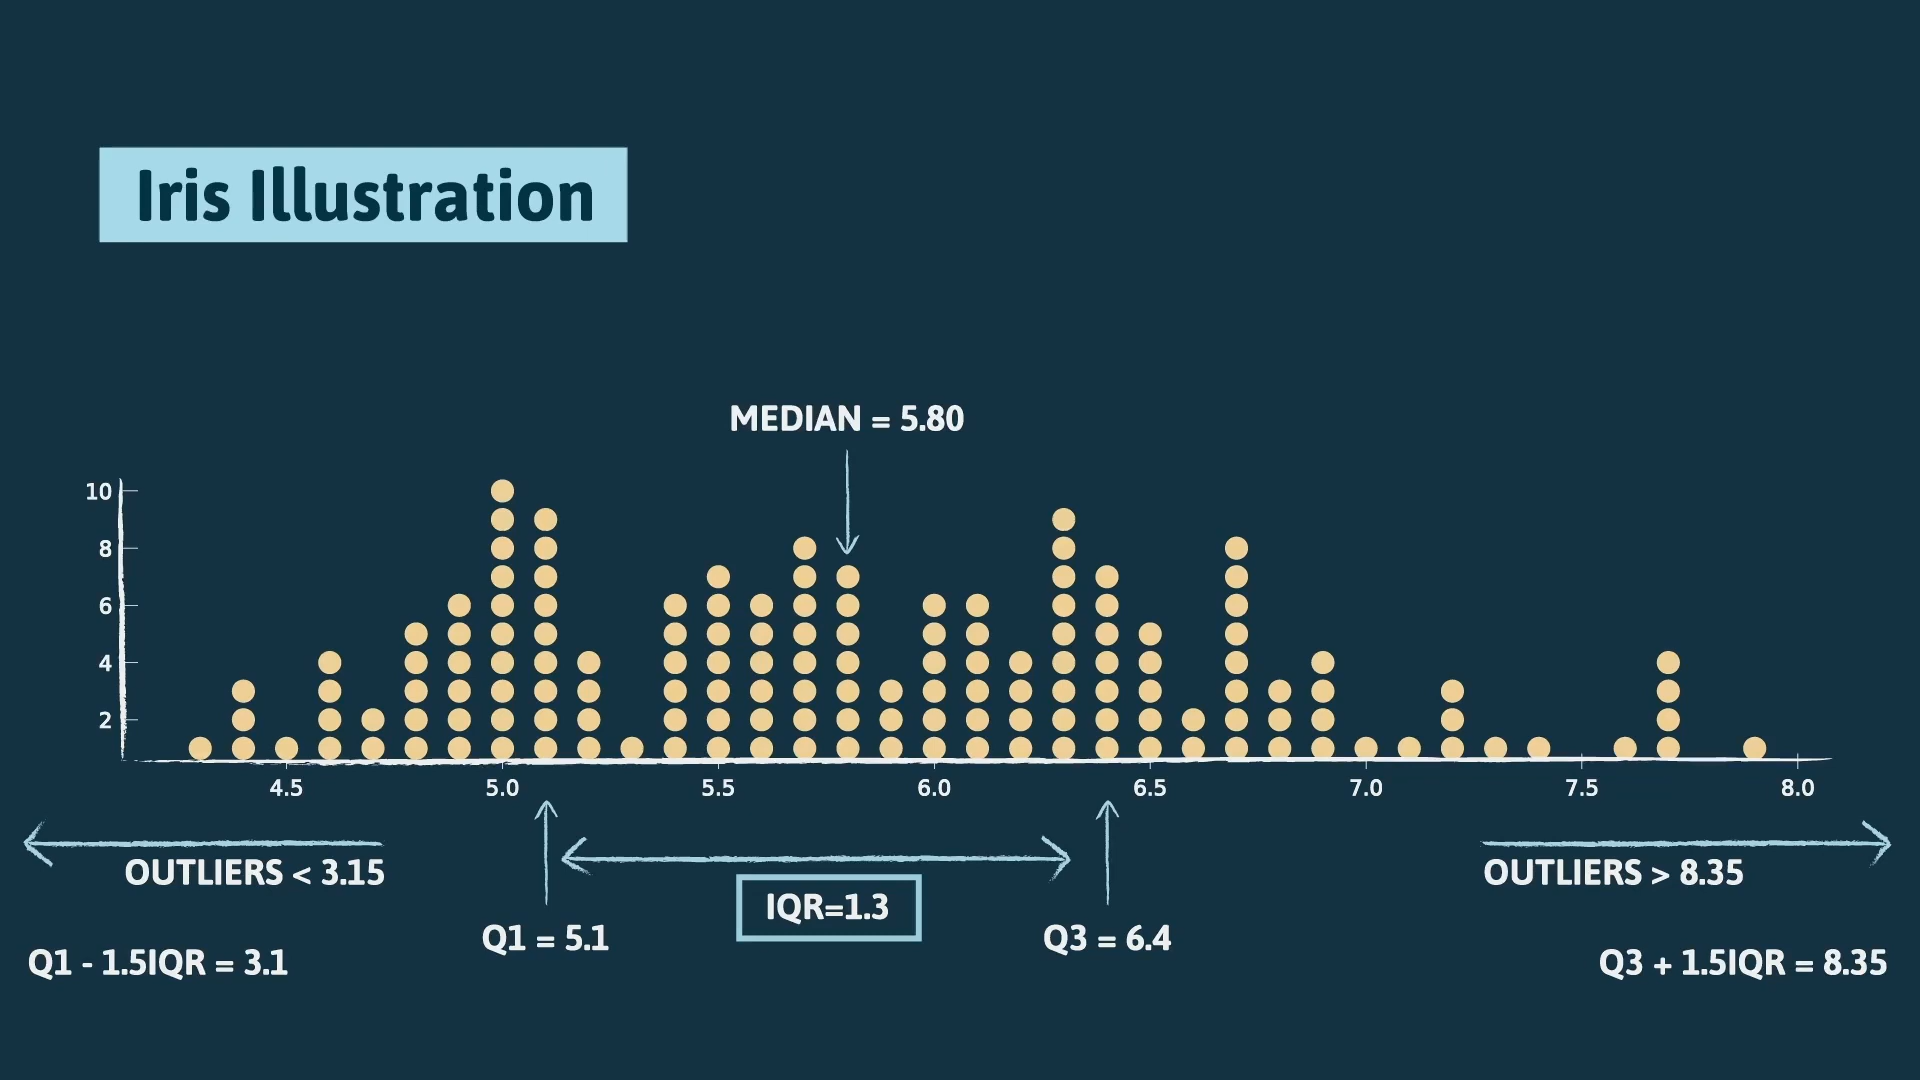 Iris Illustration
MEDIAN = 5.80
10
8
6
4
2
4.5 5.0 5.5 6.0 6.5 7.0 7.5 8.0
OUTLIERS < 3.15
OUTLIERS > 8.35
IQR=1.3
Q1 = 5.1
Q3 = 6.4
Q1 - 1.5IQR = 3.1
Q3 + 1.5IQR = 8.35